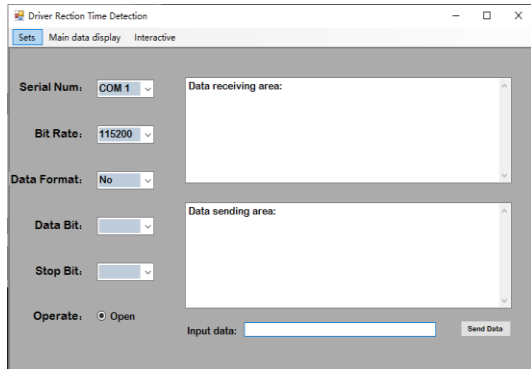 Driver Rection Time Detection
Sets Main data display Interactive
Serial Num: COM 1
Bit Rate: 115200
Data Format: No
Data Bit:
Stop Bit:
Operate: Open
Data receiving area:
Data sending area:
Input data: Send Data